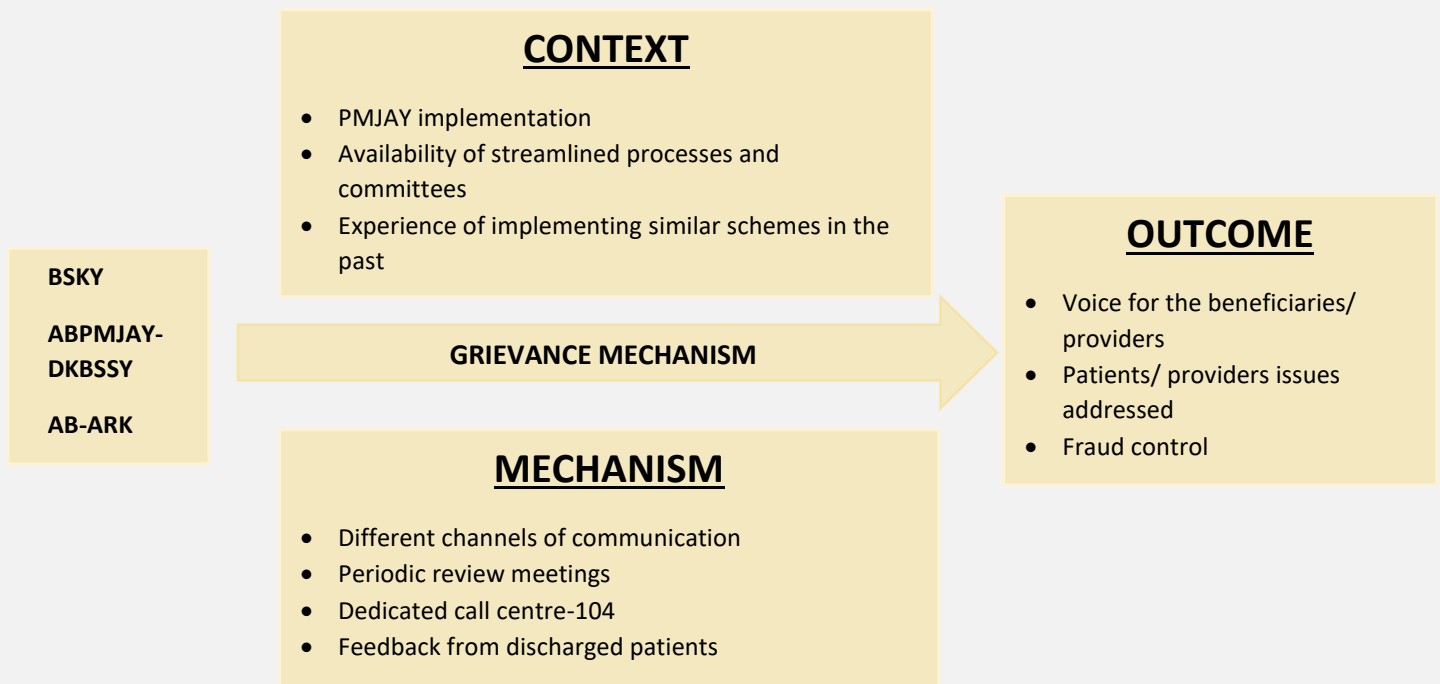 CONTEXT
• PMJAY implementation
• Availability of streamlined processes and
committees
• Experience of implementing similar schemes in the
past
BSKY
ABPMJAY-
DKBSSY
AB-ARK
GRIEVANCE MECHANISM
OUTCOME
• Voice for the beneficiaries/
providers
• Patients/ providers issues
addressed
• Fraud control
MECHANISM
• Different channels of communication
• Periodic review meetings
• Dedicated call centre-104
• Feedback from discharged patients